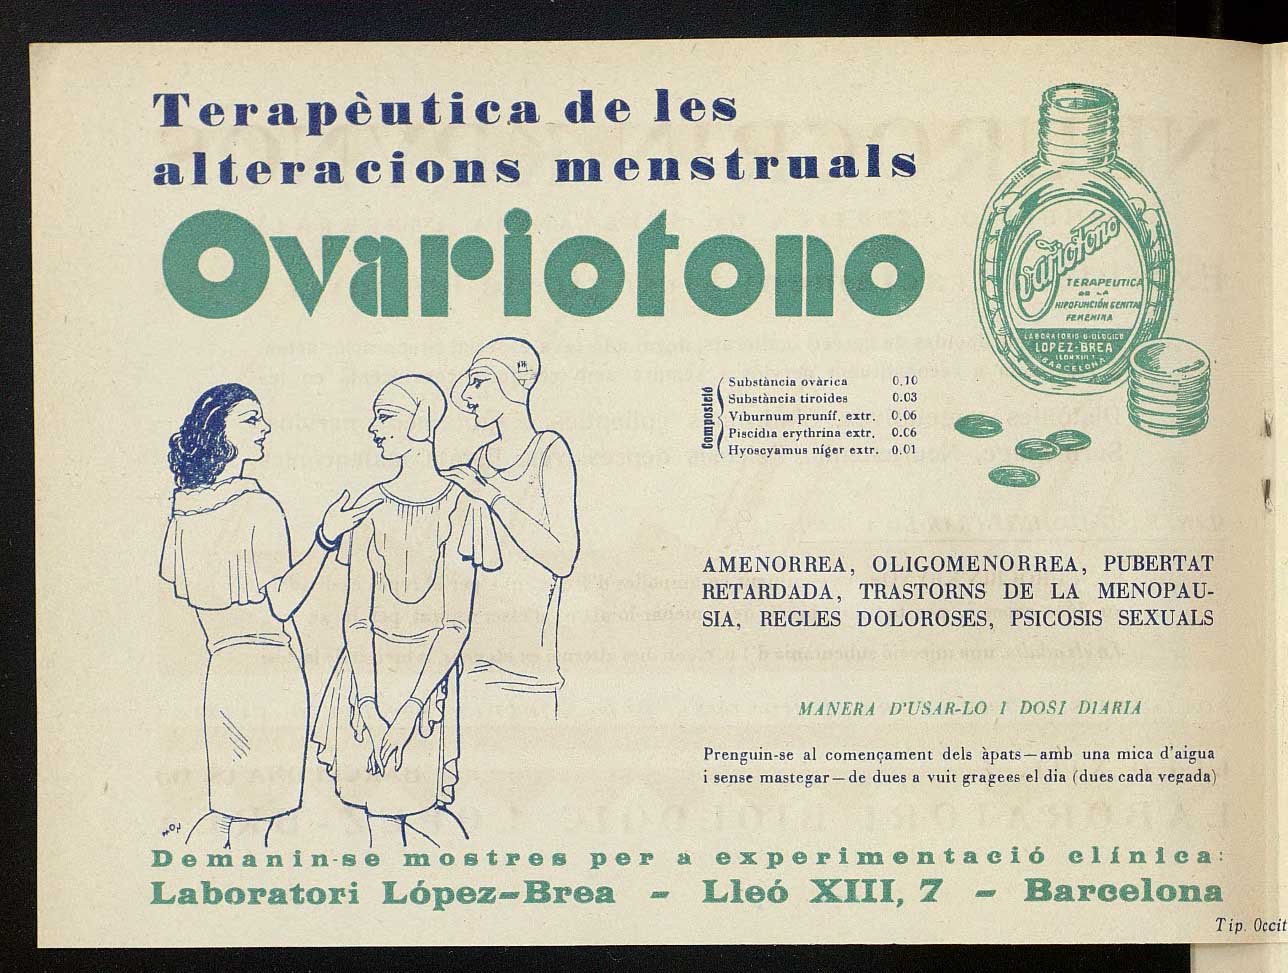 Terapèutica de les
alteracions menstruals
Ovariotono
Ovariotono
TERAPEUTICA
DE LA
HIPOFUNCIÓN GENITAL
FEMENINA
LABORATORIO BIOLÓGICO
LOPEZ-BREA
BARCELONA
Composició
Substància ovàrica 0.10
Substància tiroides 0.03
Viburnum prunif. extr. 0.06
Piscidia erythrina extr. 0.06
Hyoscyamus níger extr. 0.01
AMENORREA, OLIGOMENORREA, PUBERTAT
RETARDADA, TRASTORNS DE LA MENOPAU-
SIA, REGLES DOLOROSES, PSICOSIS SEXUALS
MANERA D'USAR-LO I DOSI DIARIA
Prenguin-se al començament dels àpats—amb una mica d'aigua
i sense mastegar—de dues a vuit gragees el dia (dues cada vegada)
Demanin-se mostres per a experimentació clínica:
Laboratori López-Brea - Lleó XIII, 7 - Barcelona
Tip. Occit